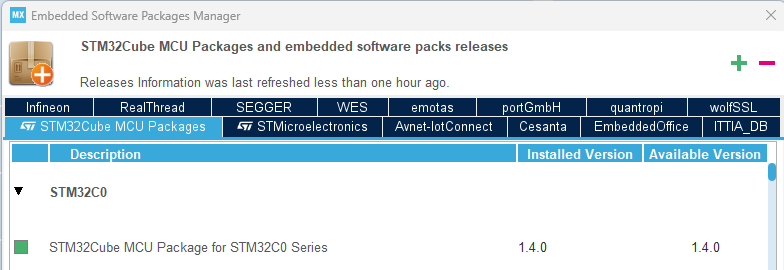 MX Embedded Software Packages Manager
STM32Cube MCU Packages and embedded software packs releases
Releases Information was last refreshed less than one hour ago.
Infineon RealThread SEGGER WES emotas portGmbH quantropi wolfSSL
STM32Cube MCU Packages STMicroelectronics Avnet-IotConnect Cesanta EmbeddedOffice ITTIA_DB
Description Installed Version Available Version
STM32C0
STM32Cube MCU Package for STM32C0 Series 1.4.0 1.4.0